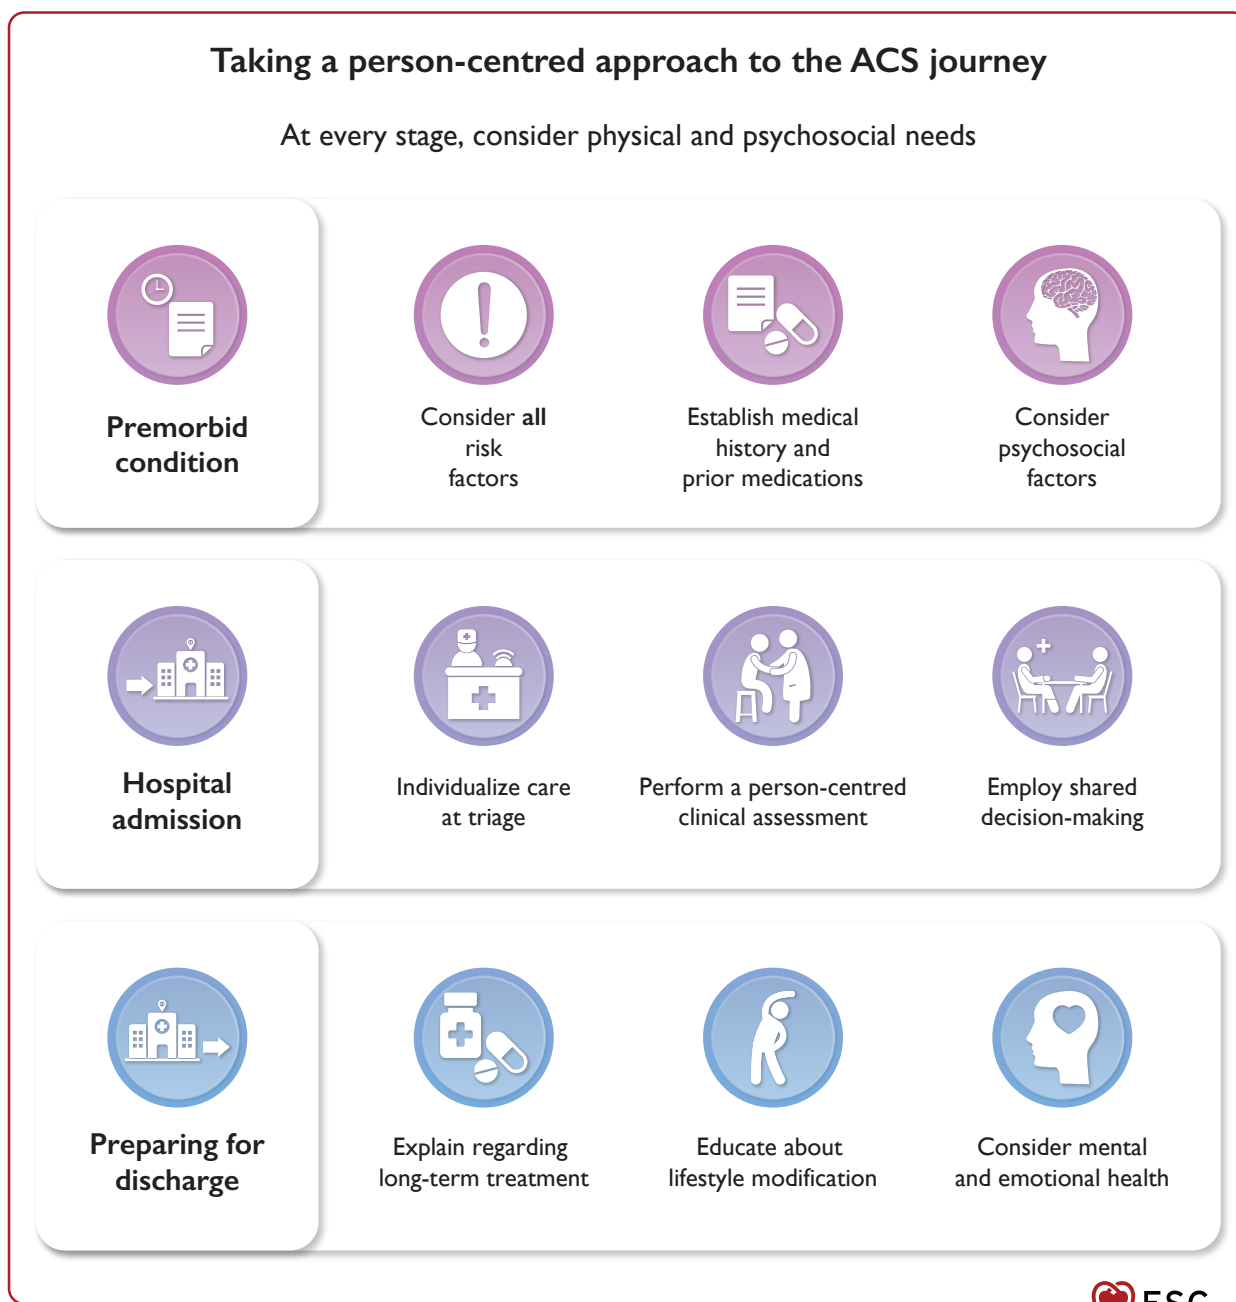 Taking a person-centred approach to the ACS journey
At every stage, consider physical and psychosocial needs
Premorbid
condition
Consider all
risk
factors
Establish medical
history and
prior medications
Consider
psychosocial
factors
Hospital
admission
Individualize care
at triage
Perform a person-centred
clinical assessment
Employ shared
decision-making
Preparing for
discharge
Explain regarding
long-term treatment
Educate about
lifestyle modification
Consider mental
and emotional health
ESC